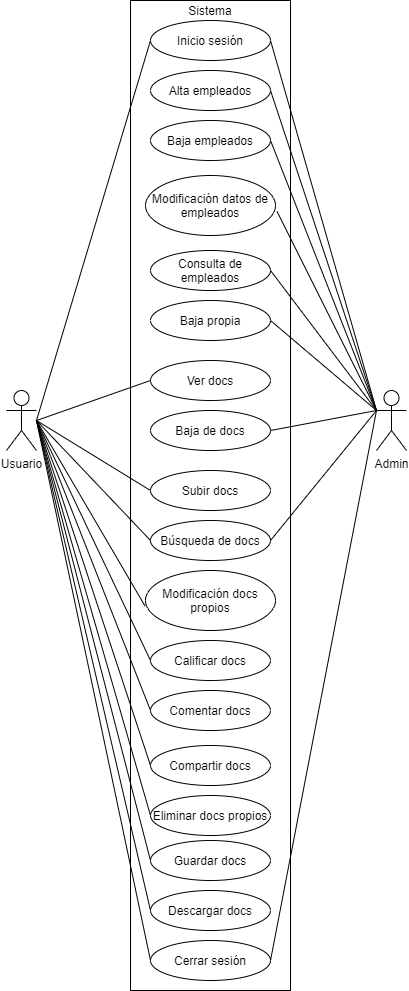 Sistema
Inicio sesión
Alta empleados
Baja empleados
Modificación datos de
empleados
Consulta de
empleados
Baja propia
Ver docs
Baja de docs
Usuario
Admin
Subir docs
Búsqueda de docs
Modificación docs
propios
Calificar docs
Comentar docs
Compartir docs
Eliminar docs propios
Guardar docs
Descargar docs
Cerrar sesión